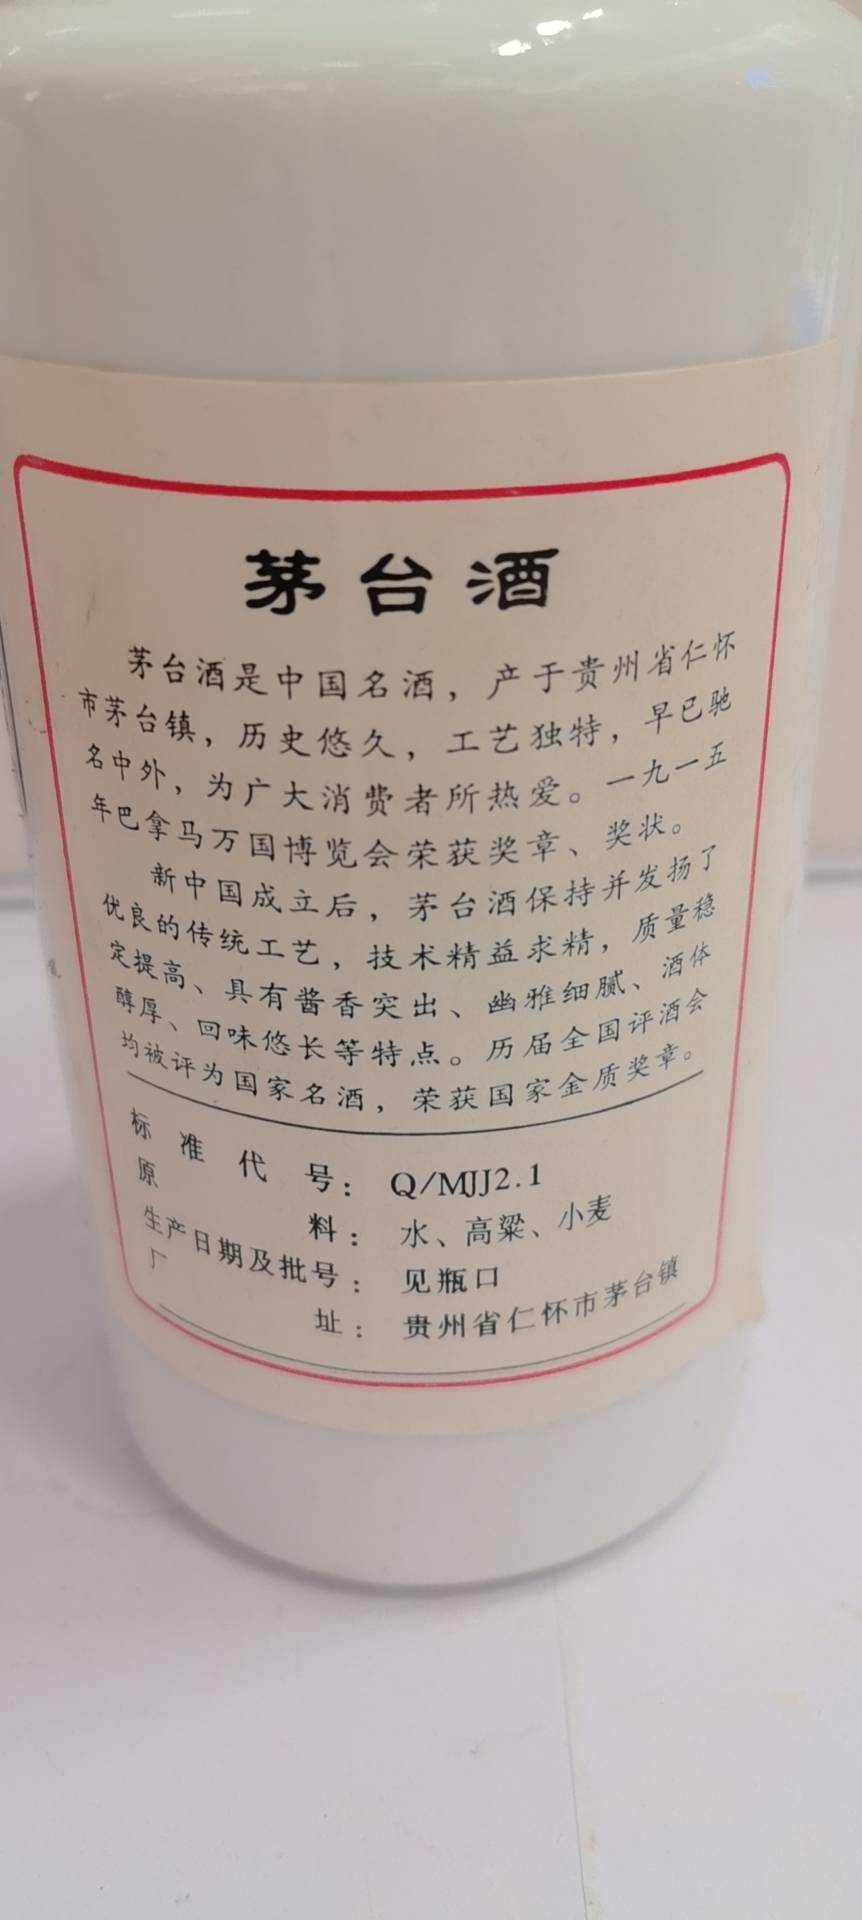 茅台酒
茅台酒是中国名酒，产于贵州省仁怀
市茅台镇，历史悠久，工艺独特，早已驰
名中外，为广大消费者所热爱。一九一五
年巴拿马万国博览会荣获奖章、奖状。
新中国成立后，茅台酒保持并发扬了
优良的传统工艺，技术精益求精，质量稳
定提高、具有酱香突出、幽雅细腻、酒体
醇厚、回味悠长等特点。历届全国评酒会
均被评为国家名酒，荣获国家金质奖章。
标准代号：Q/MJJ2.1
原料：水、高粱、小麦
生产日期及批号：见瓶口
厂址：贵州省仁怀市茅台镇